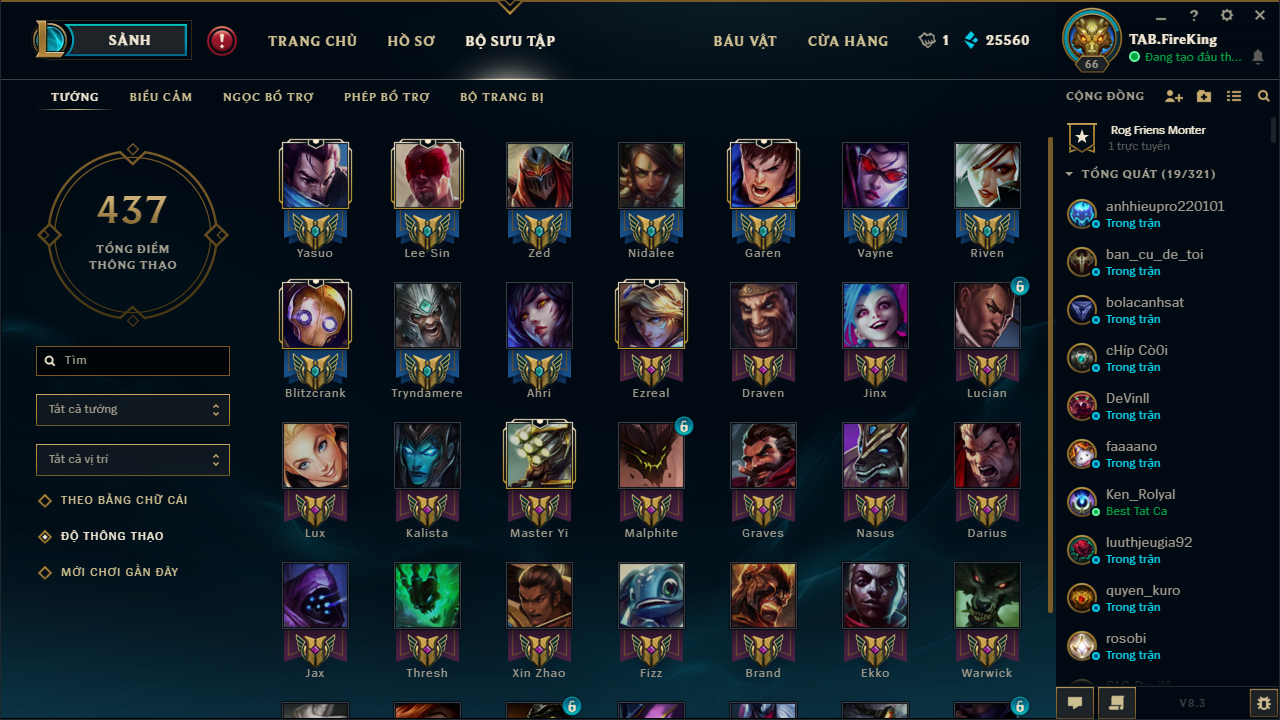 SẢNH
TRANG CHỦ
HỒ SƠ
BỘ SƯU TẬP
BÁU VẬT
CỬA HÀNG
1
25560
66
TAB.FireKing
Đang tạo đấu th...
TƯỚNG
BIỂU CẢM
NGỌC BỔ TRỢ
PHÉP BỔ TRỢ
BỘ TRANG BỊ
437
TỔNG ĐIỂM
THÔNG THẠO
Tìm
Tất cả tướng
Tất cả vị trí
THEO BẢNG CHỮ CÁI
ĐỘ THÔNG THẠO
MỚI CHƠI GẦN ĐÂY
Yasuo
Lee Sin
Zed
Nidalee
Garen
Vayne
Riven
6
Blitzcrank
Tryndamere
Ahri
Ezreal
Draven
Jinx
Lucian
6
Lux
Kalista
Master Yi
Malphite
Graves
Nasus
Darius
Jax
Thresh
Xin Zhao
Fizz
Brand
Ekko
Warwick
6
6
CỘNG ĐỒNG
Rog Friens Monter
1 trực tuyến
TỔNG QUÁT (19/321)
anhhieupro220101
Trong trận
ban_cu_de_toi
Trong trận
bolacanhsat
Trong trận
cHíp Cò0i
Trong trận
DeVinII
Trong trận
faaaano
Trong trận
Ken_Rolyal
Best Tat Ca
luuthjeugia92
Trong trận
quyen_kuro
Trong trận
rosobi
Trong trận
V8.3